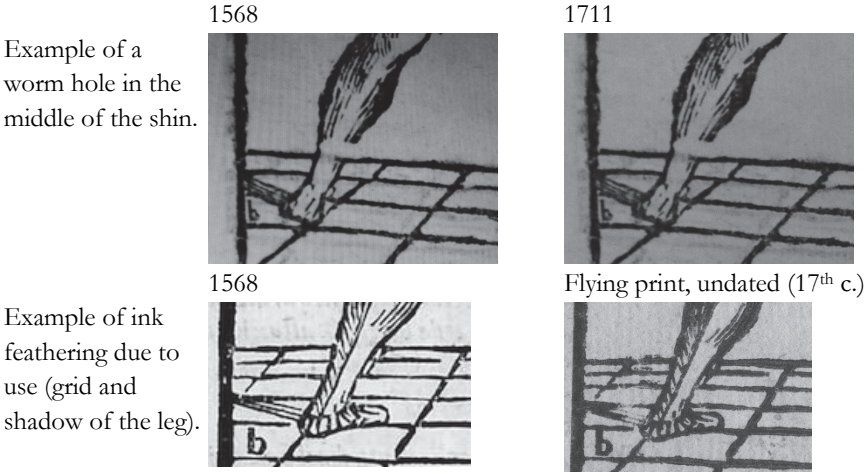 1568
1711
Example of a
worm hole in the
middle of the shin.
b
b
1568
Flying print, undated (17th c.)
Example of ink
feathering due to
use (grid and
shadow of the leg).
b
b